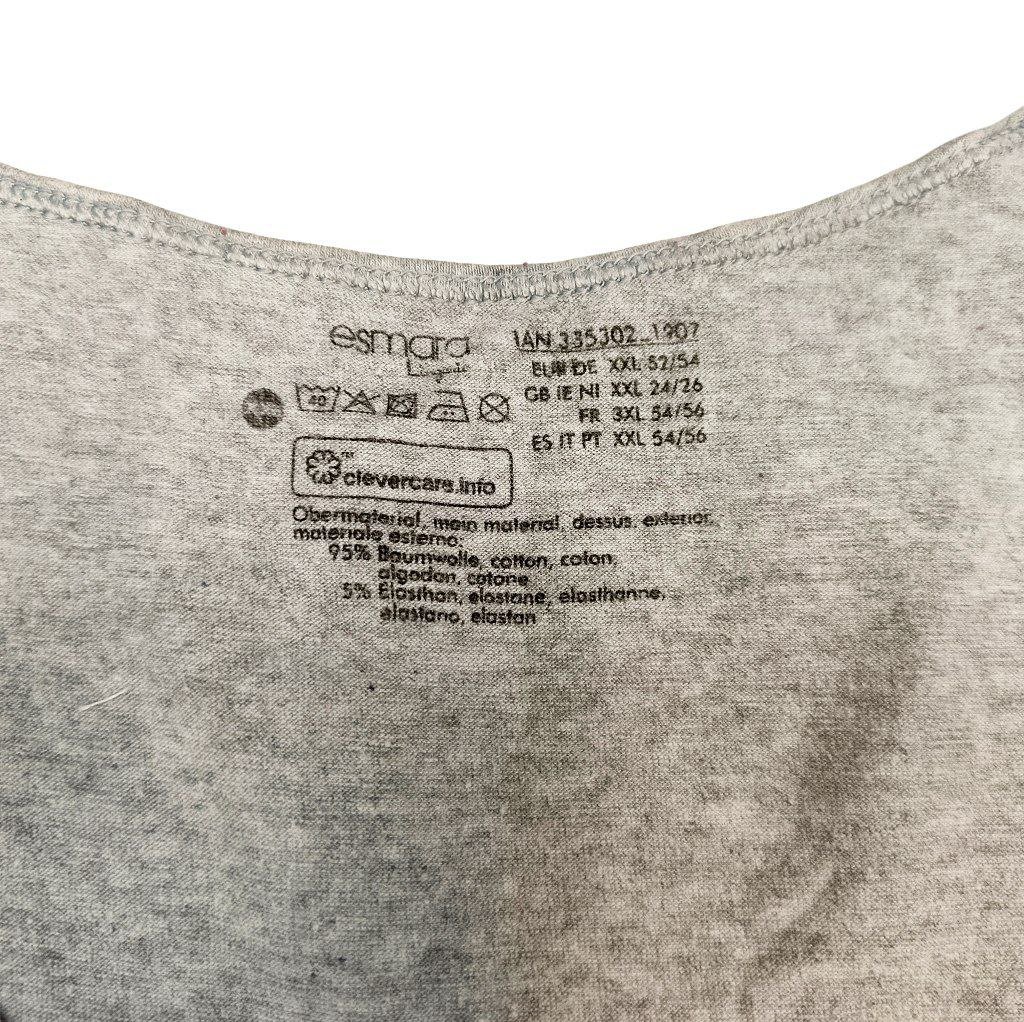 esmara
IAN 335302_1907
EUR DE XXL 52/54
GB IE NI XXL 24/26
FR 3XL 54/56
ES IT PT XXL 54/56
40
clevercare.info
Obermaterial, main material, dessus, exterior,
materiale esterno:
95% Baumwolle, cotton, coton,
algodón, cotone
5% Elasthan, elastane, élasthanne,
elastano, elastan